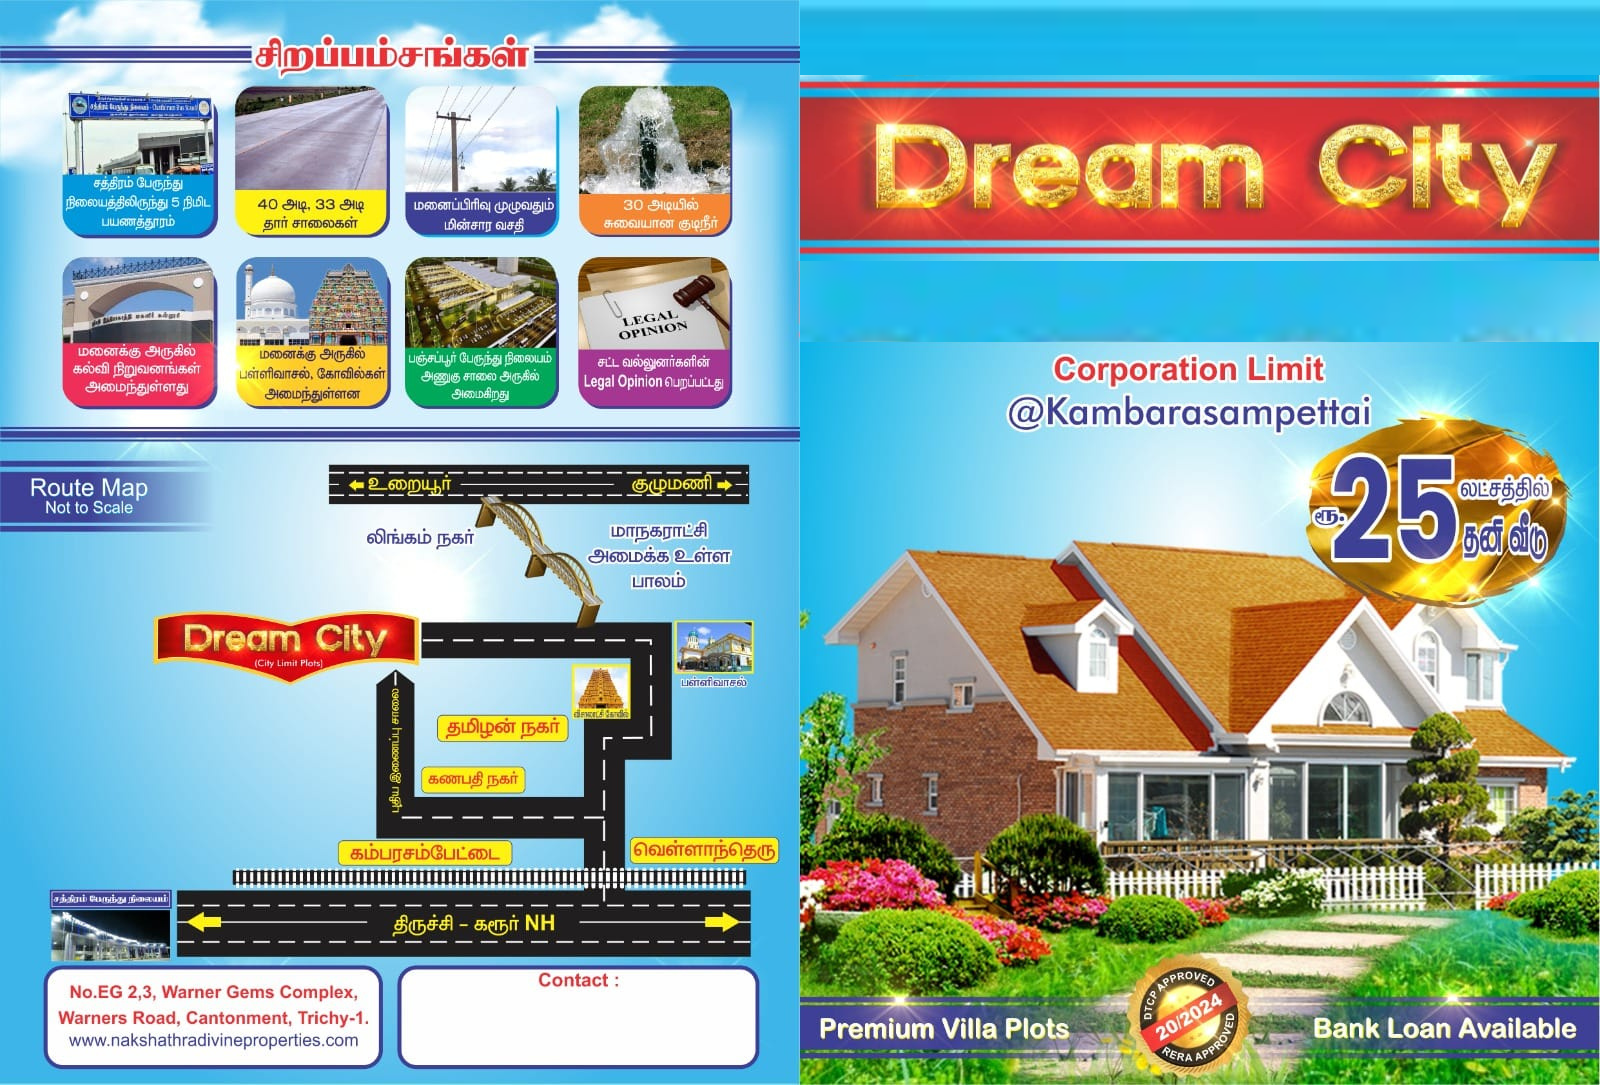 சிறப்பம்சங்கள்
சத்திரம் பேருந்து நிலையம் - Chathiram Bus Stand
சத்திரம் பேருந்து
நிலையத்திலிருந்து 5 நிமிட
பயணத்தூரம்
40 அடி, 33 அடி
தார் சாலைகள்
மனைப்பிரிவு முழுவதும்
மின்சார வசதி
30 அடியில்
சுவையான குடிநீர்
மனைக்கு அருகில்
கல்வி நிறுவனங்கள்
அமைந்துள்ளது
மனைக்கு அருகில்
பள்ளிவாசல், கோவில்கள்
அமைந்துள்ளன
பஞ்சப்பூர் பேருந்து நிலையம்
அணுகு சாலை அருகில்
அமைகிறது
LEGAL
OPINION
சட்ட வல்லுனர்களின்
Legal Opinion பெறப்பட்டது
Route Map
Not to Scale
உறையூர்
குழுமணி
லிங்கம் நகர்
மாநகராட்சி
அமைக்க உள்ள
பாலம்
Dream City
(City Limit Plots)
பள்ளிவாசல்
விசாலாட்சி கோவில்
தமிழன் நகர்
புதிய இணைப்பு சாலை
கணபதி நகர்
கம்பரசம்பேட்டை
வெள்ளாந்தெரு
சத்திரம் பேருந்து நிலையம்
திருச்சி - கரூர் NH
No.EG 2,3, Warner Gems Complex,
Warners Road, Cantonment, Trichy-1.
www.nakshathradivineproperties.com
Contact :
Dream City
Corporation Limit
@Kambarasampettai
ரூ.25 லட்சத்தில்
தனி வீடு
Premium Villa Plots
DTCP APPROVED
20/2024
RERA APPROVED
Bank Loan Available